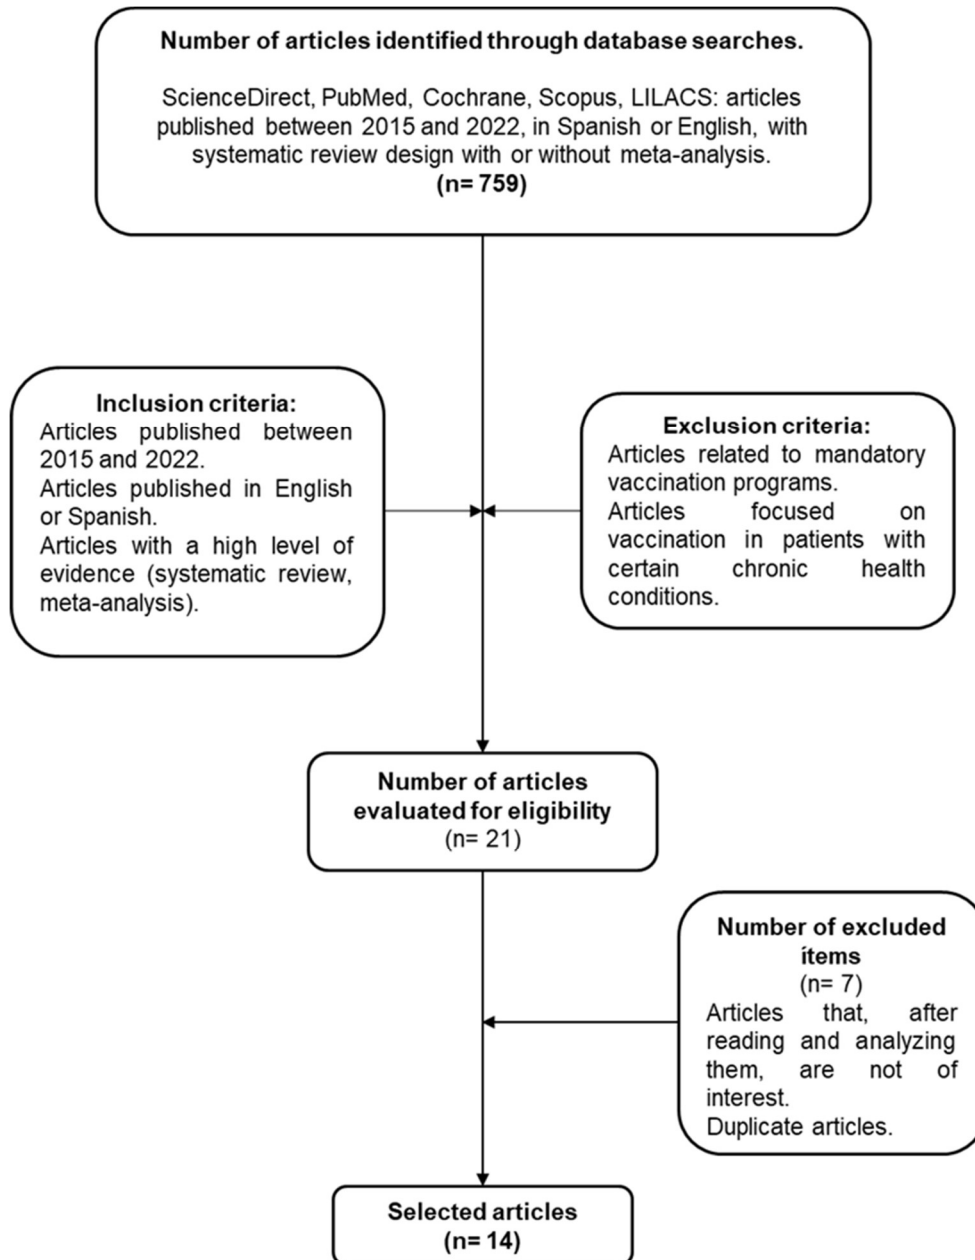 Number of articles identified through database searches.
ScienceDirect, PubMed, Cochrane, Scopus, LILACS: articles
published between 2015 and 2022, in Spanish or English, with
systematic review design with or without meta-analysis.
(n= 759)
Inclusion criteria:
Articles published between
2015 and 2022.
Articles published in English
or Spanish.
Articles with a high level of
evidence (systematic review,
meta-analysis).
Exclusion criteria:
Articles related to mandatory
vaccination programs.
Articles focused on
vaccination in patients with
certain chronic health
conditions.
Number of articles
evaluated for eligibility
(n= 21)
Number of excluded
ítems
(n= 7)
Articles that, after
reading and analyzing
them, are not of
interest.
Duplicate articles.
Selected articles
(n= 14)